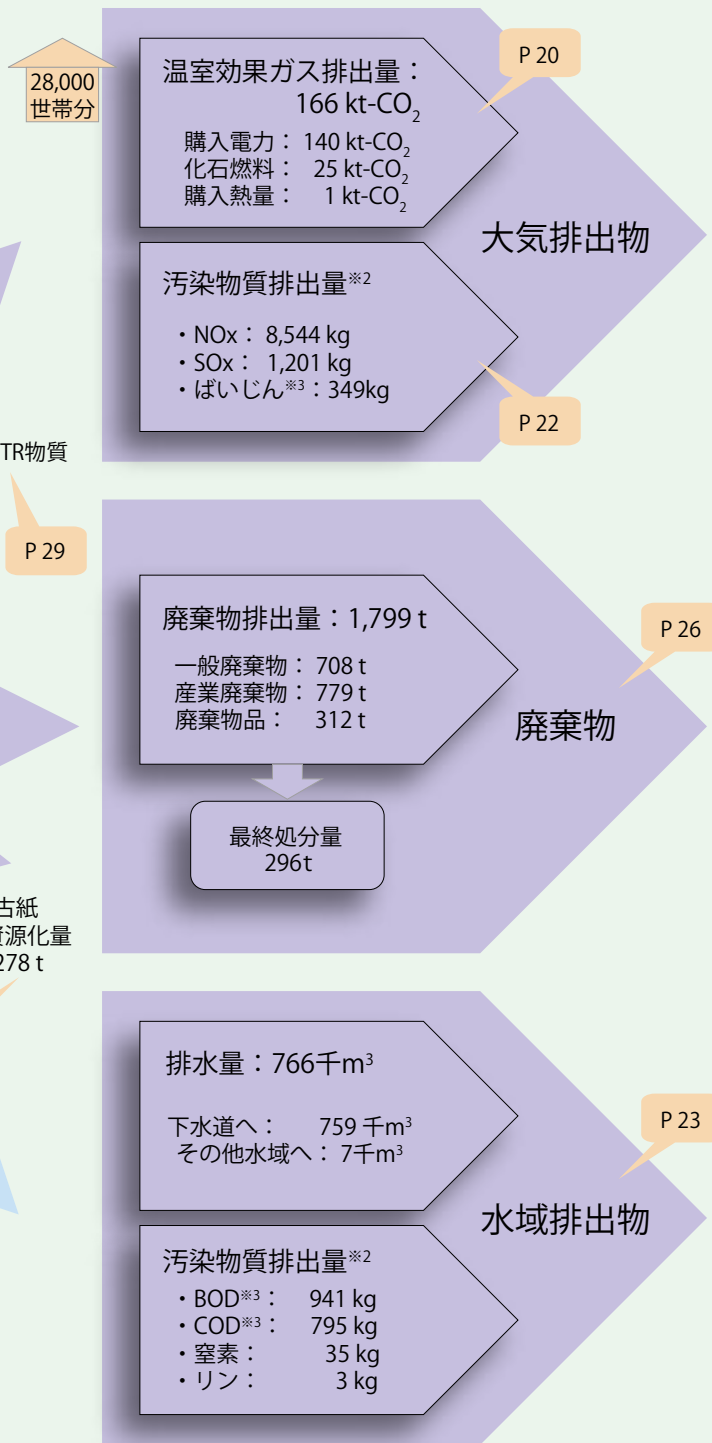 28,000
世帯分
温室効果ガス排出量：
166 kt-CO₂
購入電力： 140 kt-CO₂
化石燃料： 25 kt-CO₂
購入熱量： 1 kt-CO₂
P 20
大気排出物
汚染物質排出量※2
・NOx： 8,544 kg
・SOx： 1,201 kg
・ばいじん※3：349kg
P 22
TR物質
P 29
廃棄物排出量：1,799 t
一般廃棄物： 708 t
産業廃棄物： 779 t
廃棄物品： 312 t
P 26
廃棄物
最終処分量
296t
古紙
資源化量
278 t
排水量：766千m³
下水道へ： 759 千m³
その他水域へ： 7千m³
P 23
水域排出物
汚染物質排出量※2
・BOD※3： 941 kg
・COD※3： 795 kg
・窒素： 35 kg
・リン： 3 kg